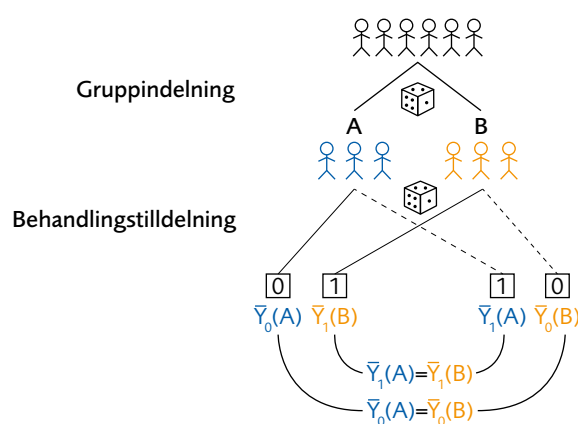 Gruppindelning
A B
Behandlingstilldelning
0 1 1 0
Ȳ₀(A) Ȳ₁(B) Ȳ₁(A) Ȳ₀(B)
Ȳ₁(A)=Ȳ₁(B)
Ȳ₀(A)=Ȳ₀(B)